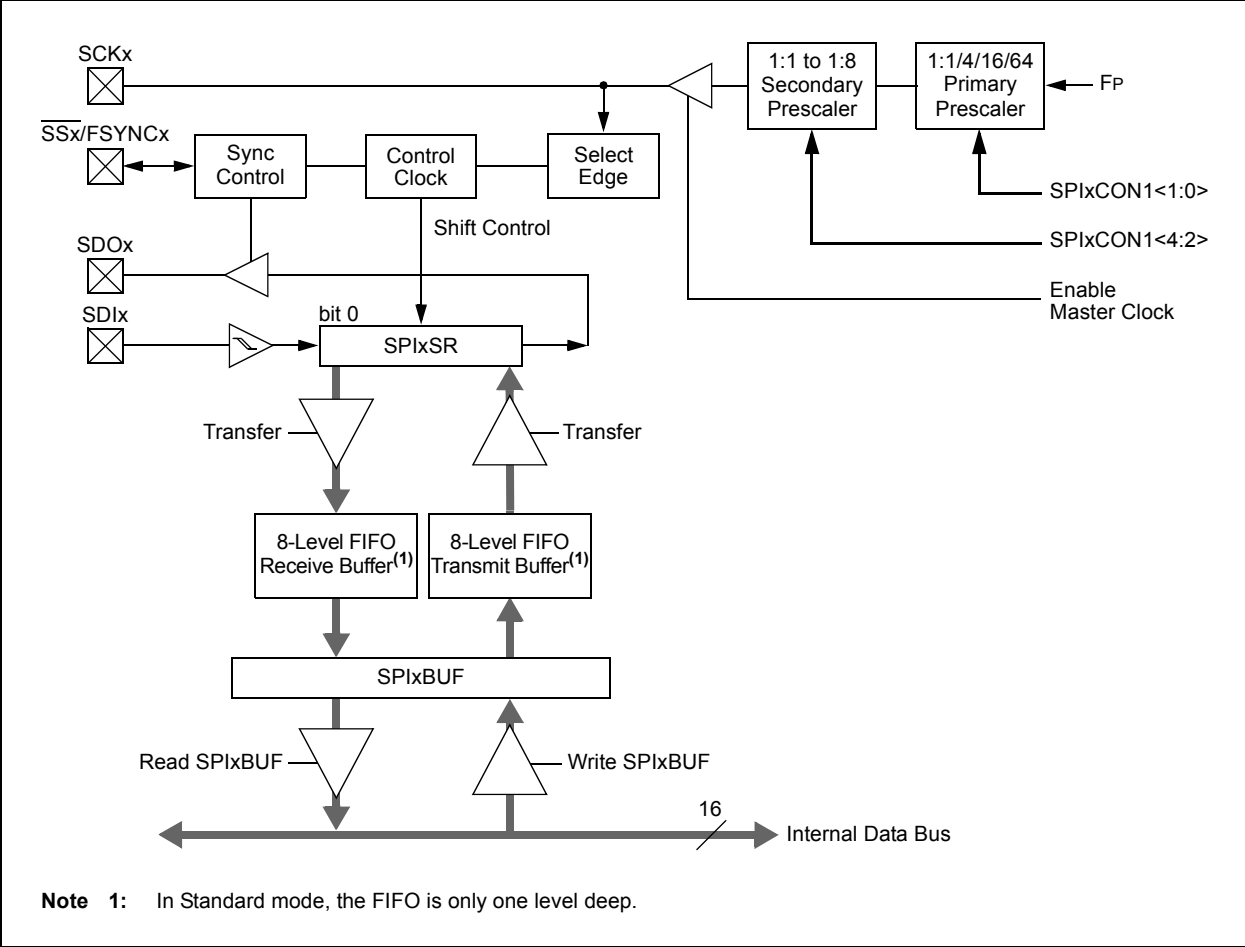 SCKx
1:1 to 1:8
Secondary
Prescaler
1:1/4/16/64
Primary
Prescaler
FP
SSx/FSYNCx
Sync
Control
Control
Clock
Select
Edge
SPIxCON1<1:0>
Shift Control
SPIxCON1<4:2>
SDOx
Enable
Master Clock
SDIx
bit 0
SPIxSR
Transfer
Transfer
8-Level FIFO
Receive Buffer(1)
8-Level FIFO
Transmit Buffer(1)
SPIxBUF
Read SPIxBUF
Write SPIxBUF
16
Internal Data Bus
Note 1: In Standard mode, the FIFO is only one level deep.